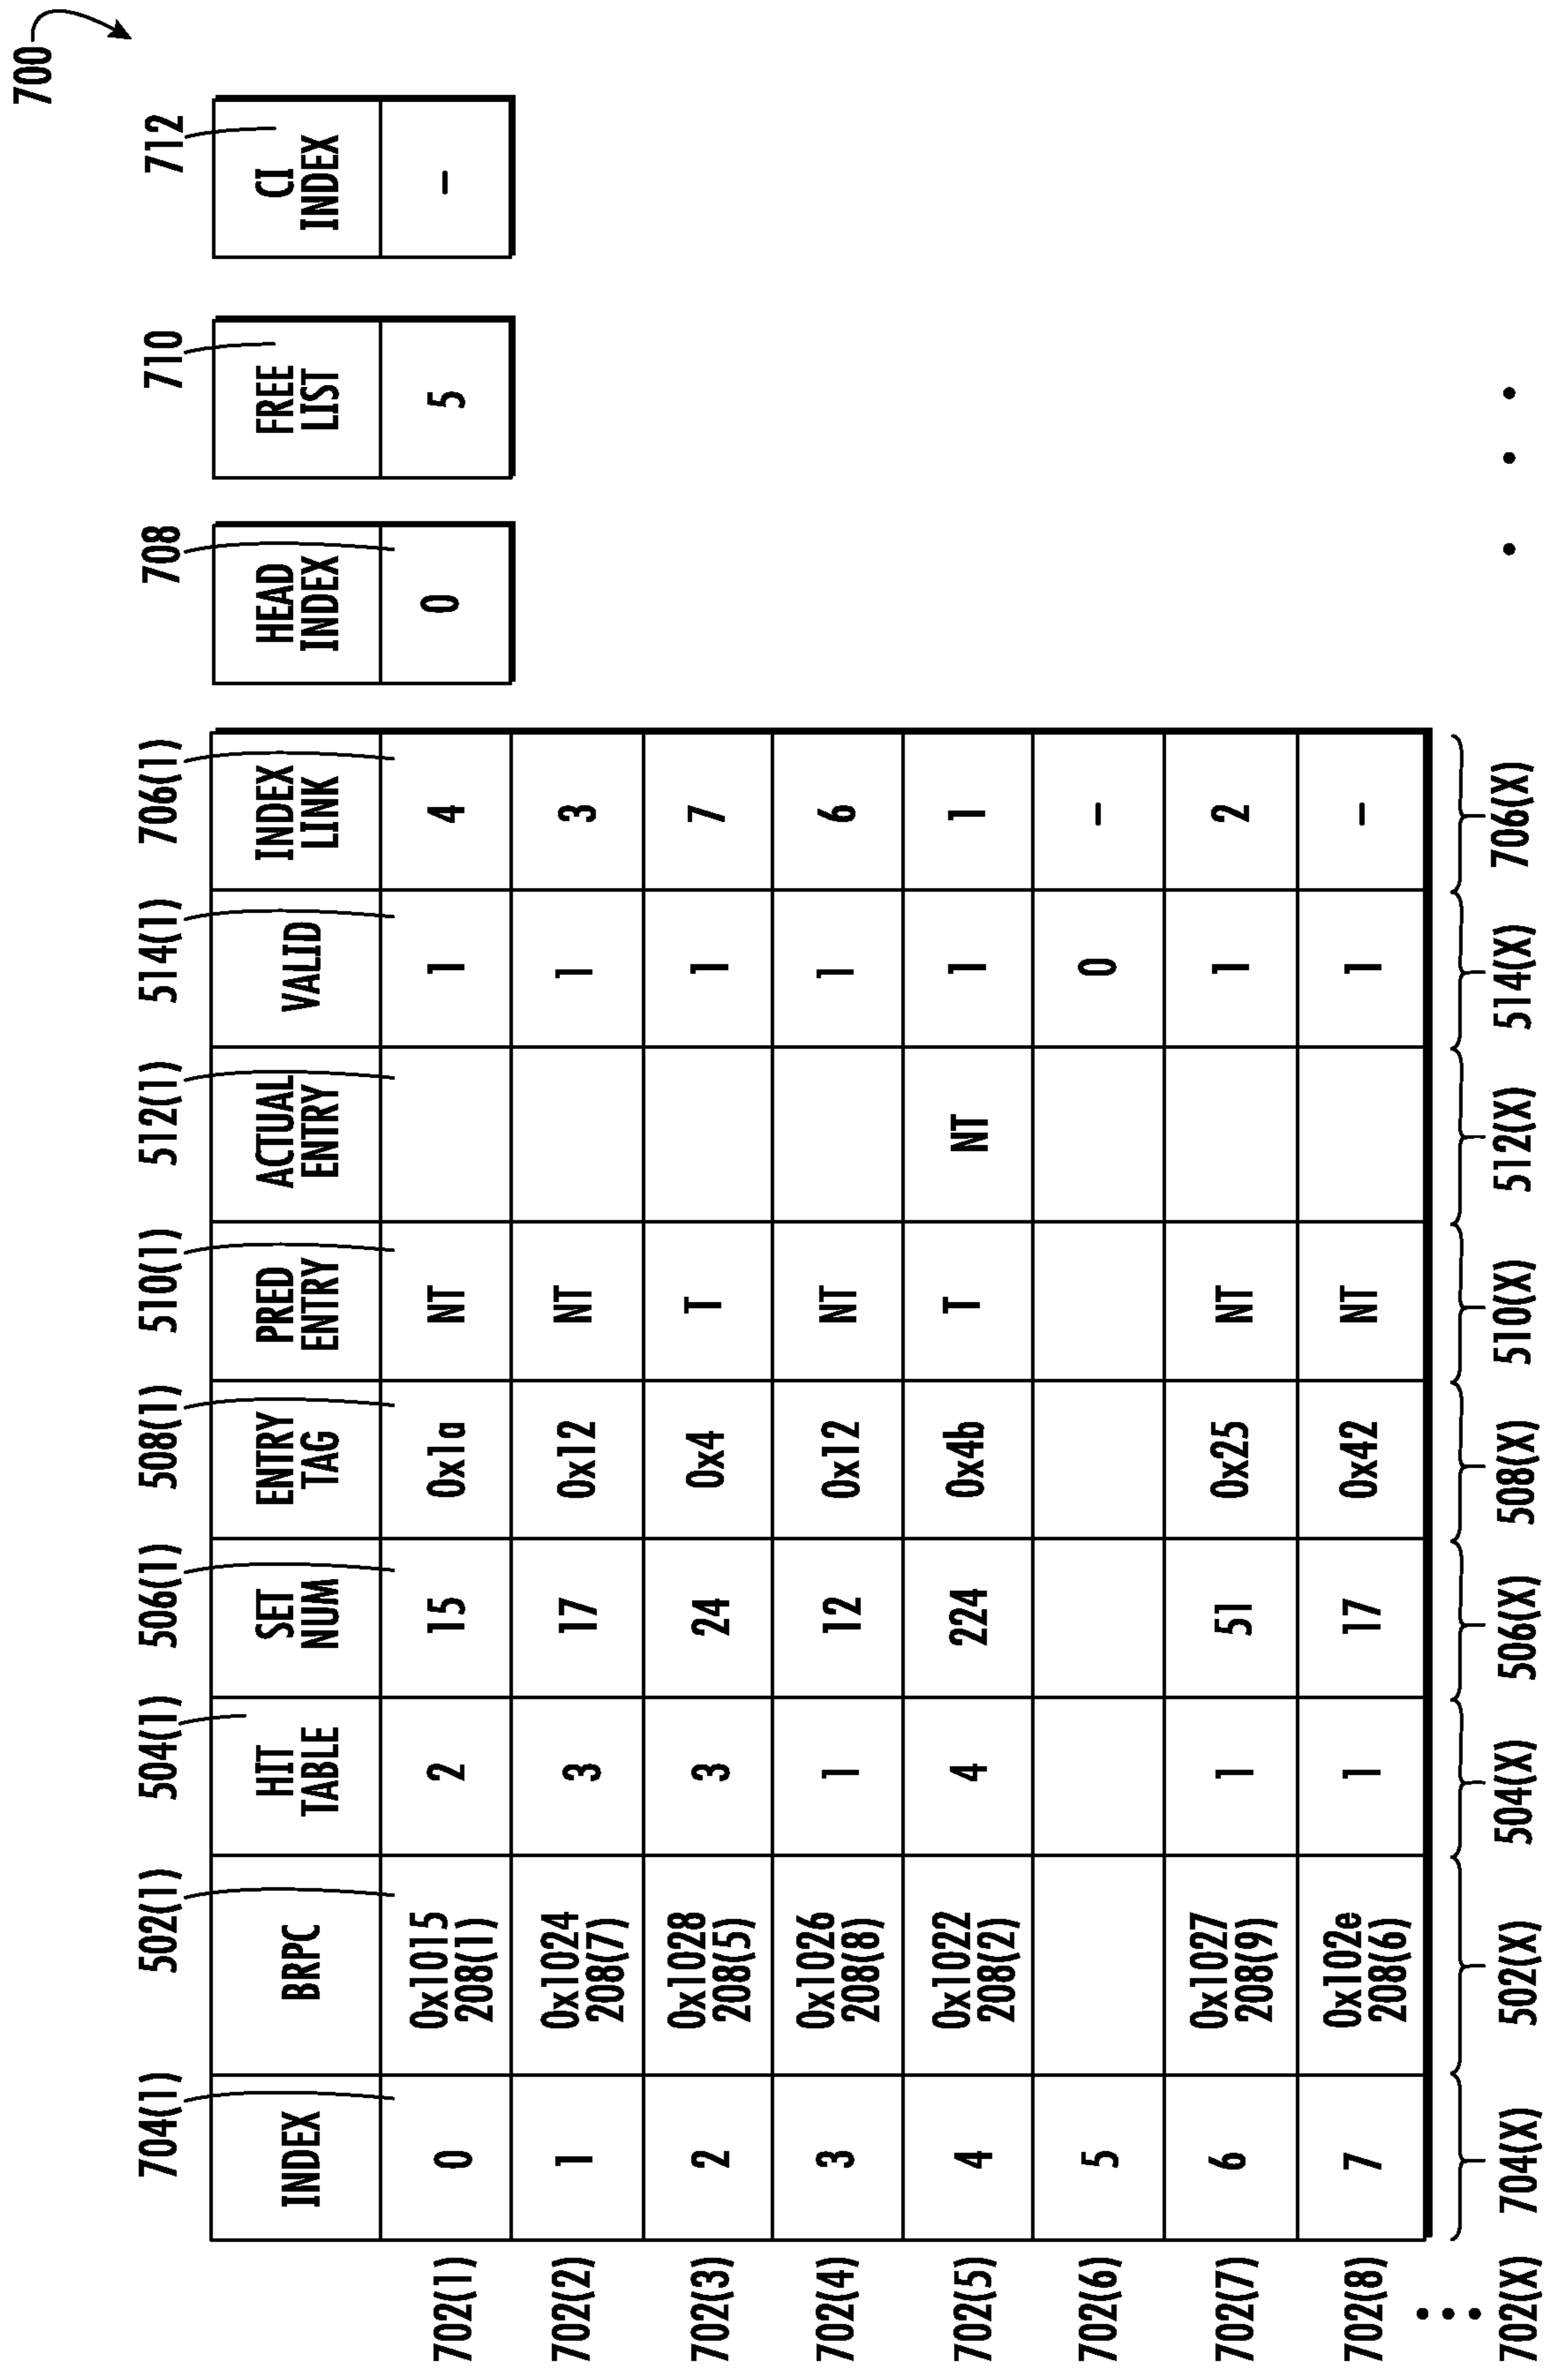 700
704(1) 502(1) 504(1) 506(1) 508(1) 510(1) 512(1) 514(1) 706(1) 708 710 712
INDEX BRPC HIT TABLE SET NUM ENTRY TAG PRED ENTRY ACTUAL ENTRY VALID INDEX LINK HEAD INDEX FREE LIST CI INDEX
702(1) 0 0x1015 208(1) 2 15 0x1a NT 1 4 0 5 –
702(2) 1 0x1024 208(7) 3 17 0x12 NT 1 3
702(3) 2 0x1028 208(5) 3 24 0x4 T 1 7
702(4) 3 0x1026 208(8) 1 12 0x12 NT 1 6
702(5) 4 0x1022 208(2) 4 224 0x4b T NT 1 1
702(6) 5 0 –
702(7) 6 0x1027 208(9) 1 51 0x25 NT 1 2
702(8) 7 0x102e 208(6) 1 17 0x42 NT 1 –
702(X) 704(X) 502(X) 504(X) 506(X) 508(X) 510(X) 512(X) 514(X) 706(X)